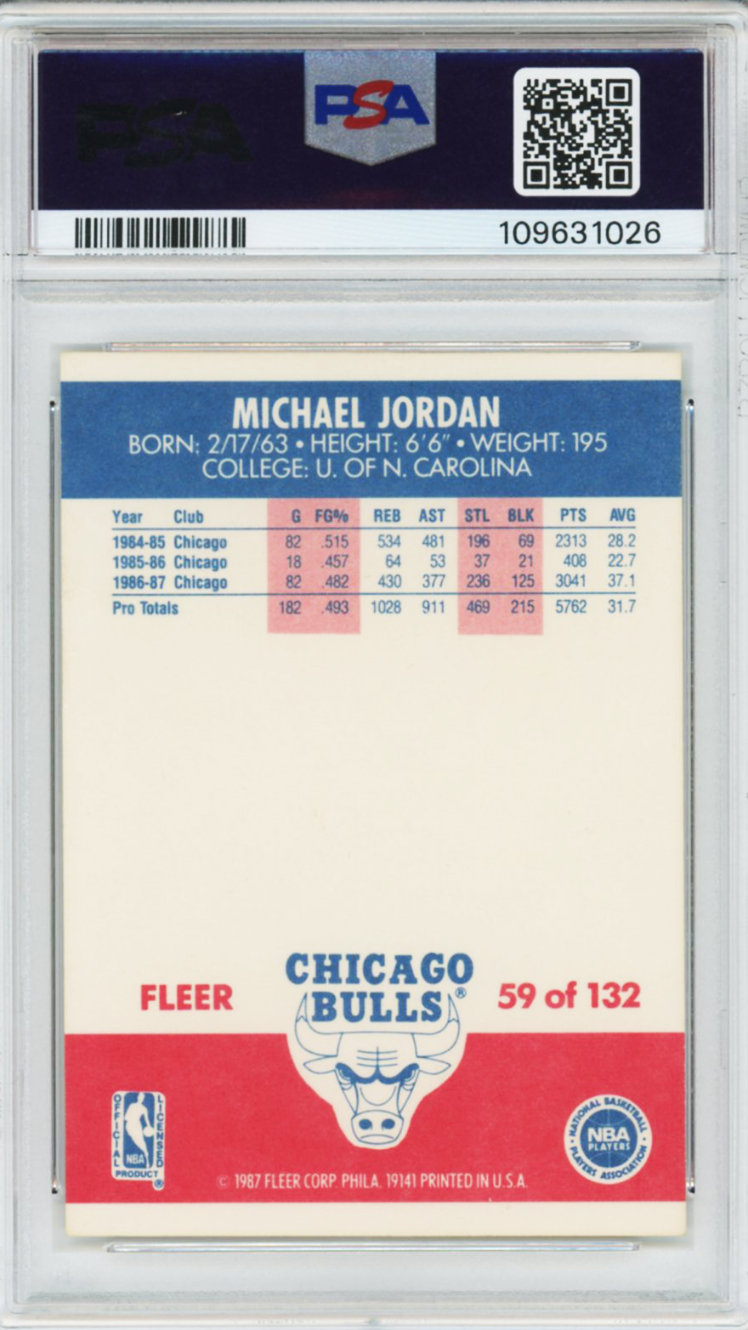 PSA
PSA
109631026
MICHAEL JORDAN
BORN: 2/17/63 • HEIGHT: 6'6" • WEIGHT: 195
COLLEGE: U. OF N. CAROLINA
Year Club G FG% REB AST STL BLK PTS AVG
1984-85 Chicago 82 .515 534 481 196 69 2313 28.2
1985-86 Chicago 18 .457 64 53 37 21 408 22.7
1986-87 Chicago 82 .482 430 377 236 125 3041 37.1
Pro Totals 182 .493 1028 911 469 215 5762 31.7
CHICAGO
BULLS®
FLEER
59 of 132
OFFICIAL
LICENSED
NBA
PRODUCT
®
• NATIONAL BASKETBALL •
NBA
PLAYERS
PLAYERS ASSOCIATION
© 1987 FLEER CORP. PHILA. 19141 PRINTED IN U.S.A.